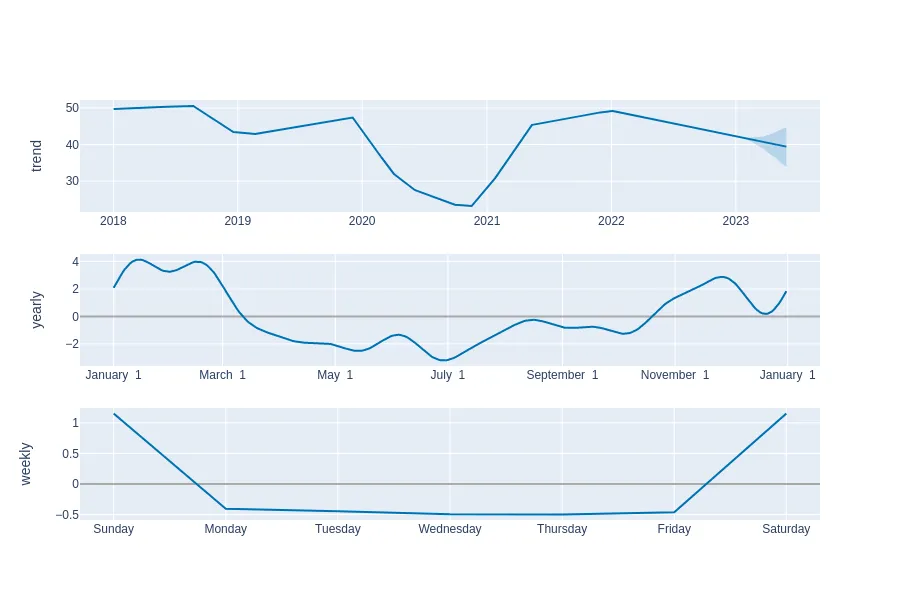 trend
50
40
30
2018 2019 2020 2021 2022 2023
yearly
4
2
0
−2
January 1 March 1 May 1 July 1 September 1 November 1 January 1
weekly
1
0.5
0
−0.5
Sunday Monday Tuesday Wednesday Thursday Friday Saturday